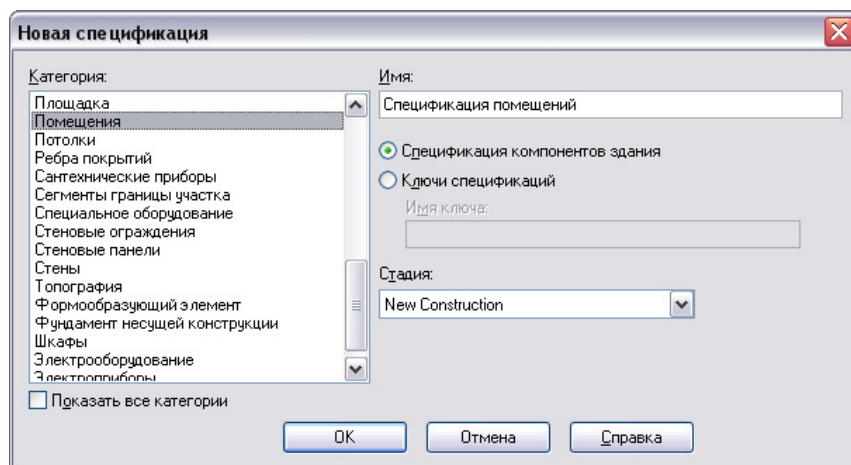 Новая спецификация
Категория:
Площадка
Помещения
Потолки
Ребра покрытий
Сантехнические приборы
Сегменты границы участка
Специальное оборудование
Стеновые ограждения
Стеновые панели
Стены
Топография
Формообразующий элемент
Фундамент несущей конструкции
Шкафы
Электрооборудование
Электроприборы
Показать все категории
Имя:
Спецификация помещений
Спецификация компонентов здания
Ключи спецификаций
Имя ключа:
Стадия:
New Construction
OK
Отмена
Справка